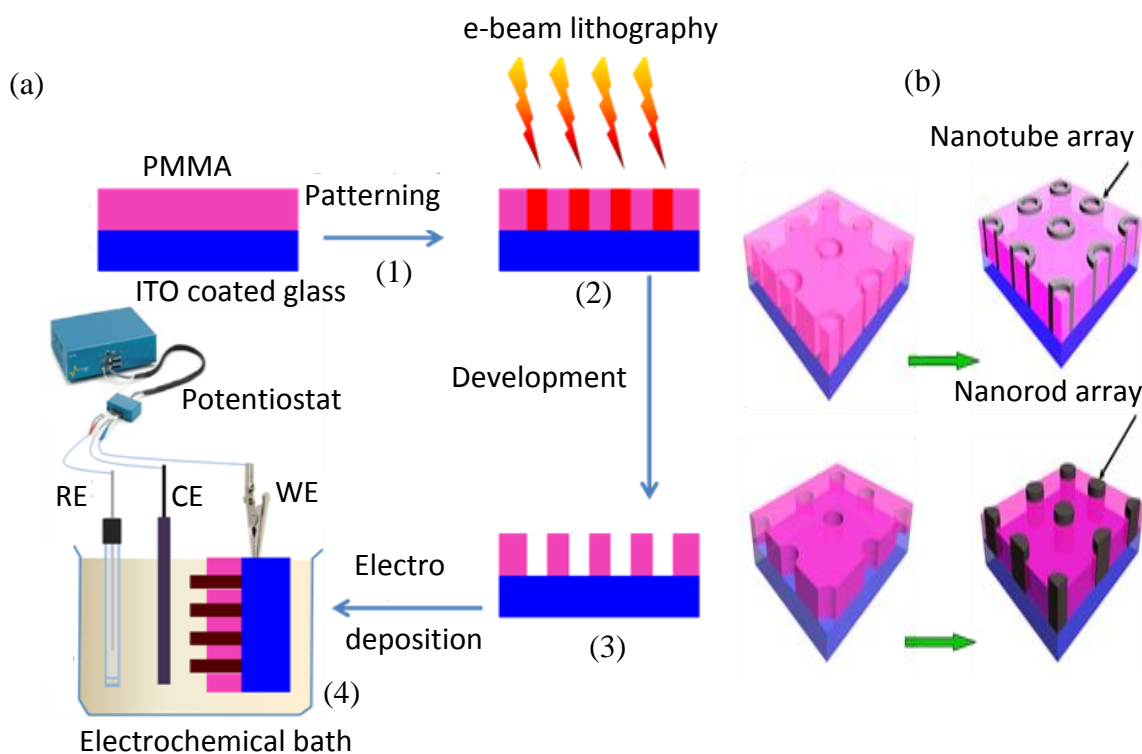 e-beam lithography
(a)
(b)
Nanotube array
PMMA
Patterning
(1)
ITO coated glass
(2)
Development
Nanorod array
Potentiostat
RE
CE
WE
Electro
deposition
(3)
(4)
Electrochemical bath